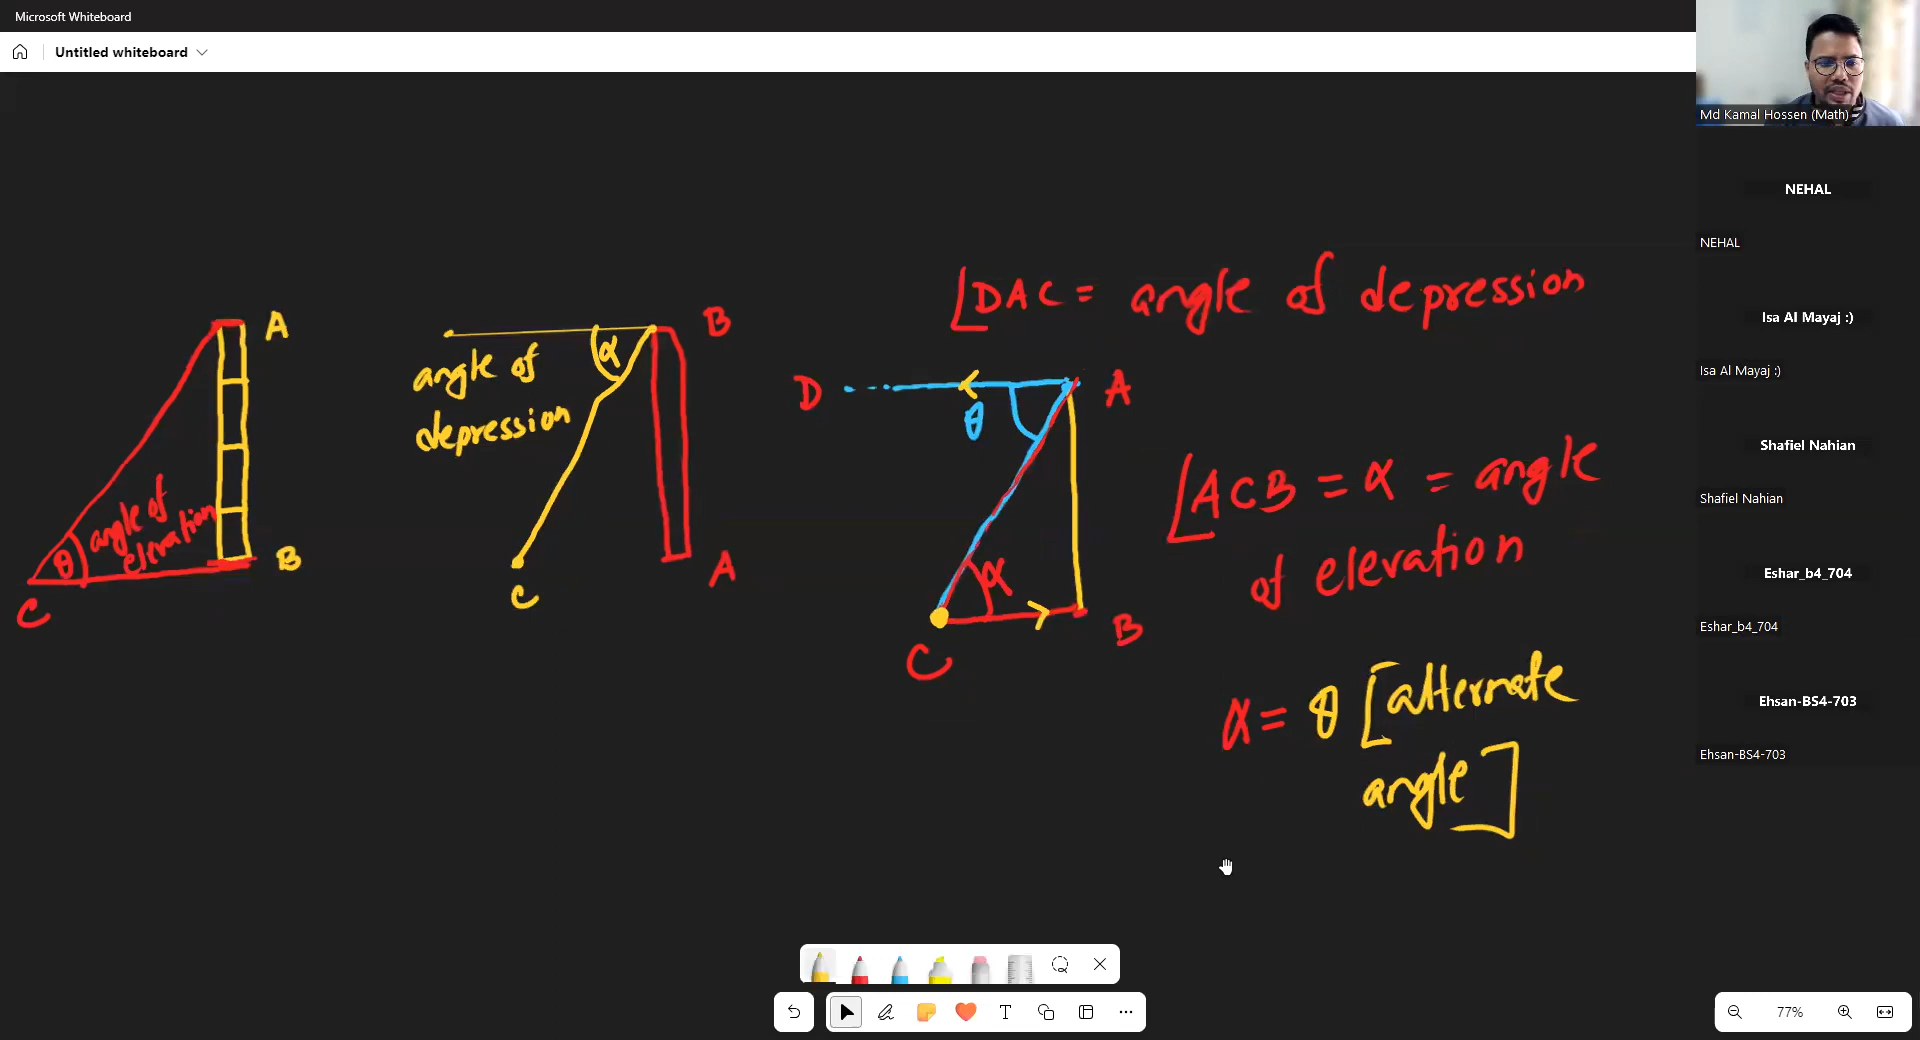 Microsoft Whiteboard
Untitled whiteboard
Md Kamal Hossen (Math)
NEHAL
NEHAL
Isa Al Mayaj :)
Isa Al Mayaj :)
Shafiel Nahian
Shafiel Nahian
Eshar_b4_704
Eshar_b4_704
Ehsan-BS4-703
Ehsan-BS4-703
A
angle of
elevation
θ
B
C
B
α
angle of
depression
C
A
∠DAC = angle of depression
D
θ
A
α
C
B
∠ACB = α = angle
of elevation
α = θ [alternate
angle]
77%